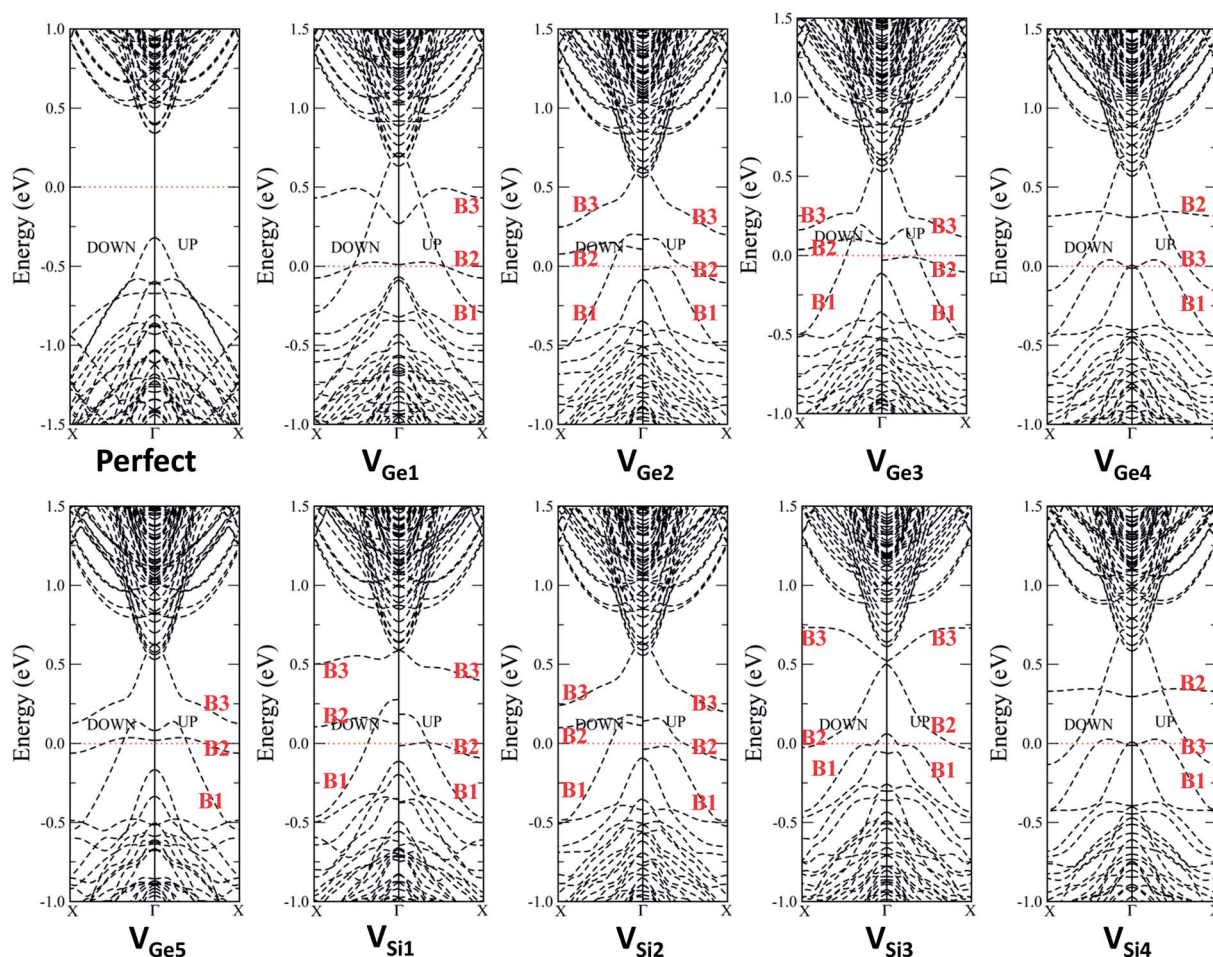 1.0
0.5
0.0
-0.5
-1.0
-1.5
Energy (eV)
DOWN UP
X Γ X
Perfect
1.5
1.0
0.5
0.0
-0.5
-1.0
Energy (eV)
DOWN UP
B3
B2
B1
X Γ X
VGe1
1.5
1.0
0.5
0.0
-0.5
-1.0
Energy (eV)
DOWN UP
B3 B3
B2 B2
B1 B1
X Γ X
VGe2
1.5
1.0
0.5
0.0
-0.5
-1.0
Energy (eV)
DOWN UP
B3 B3
B2 B2
B1 B1
X Γ X
VGe3
1.5
1.0
0.5
0.0
-0.5
-1.0
Energy (eV)
DOWN UP
B2
B3
B1
X Γ X
VGe4
1.5
1.0
0.5
0.0
-0.5
-1.0
Energy (eV)
DOWN UP
B3
B2
B1
X Γ X
VGe5
1.5
1.0
0.5
0.0
-0.5
-1.0
Energy (eV)
DOWN UP
B3 B3
B2 B2
B1 B1
X Γ X
VSi1
1.5
1.0
0.5
0.0
-0.5
-1.0
Energy (eV)
DOWN UP
B3 B3
B2 B2
B1 B1
X Γ X
VSi2
1.5
1.0
0.5
0.0
-0.5
-1.0
Energy (eV)
DOWN UP
B3 B3
B2 B2
B1 B1
X Γ X
VSi3
1.5
1.0
0.5
0.0
-0.5
-1.0
Energy (eV)
DOWN UP
B2
B3
B1
X Γ X
VSi4